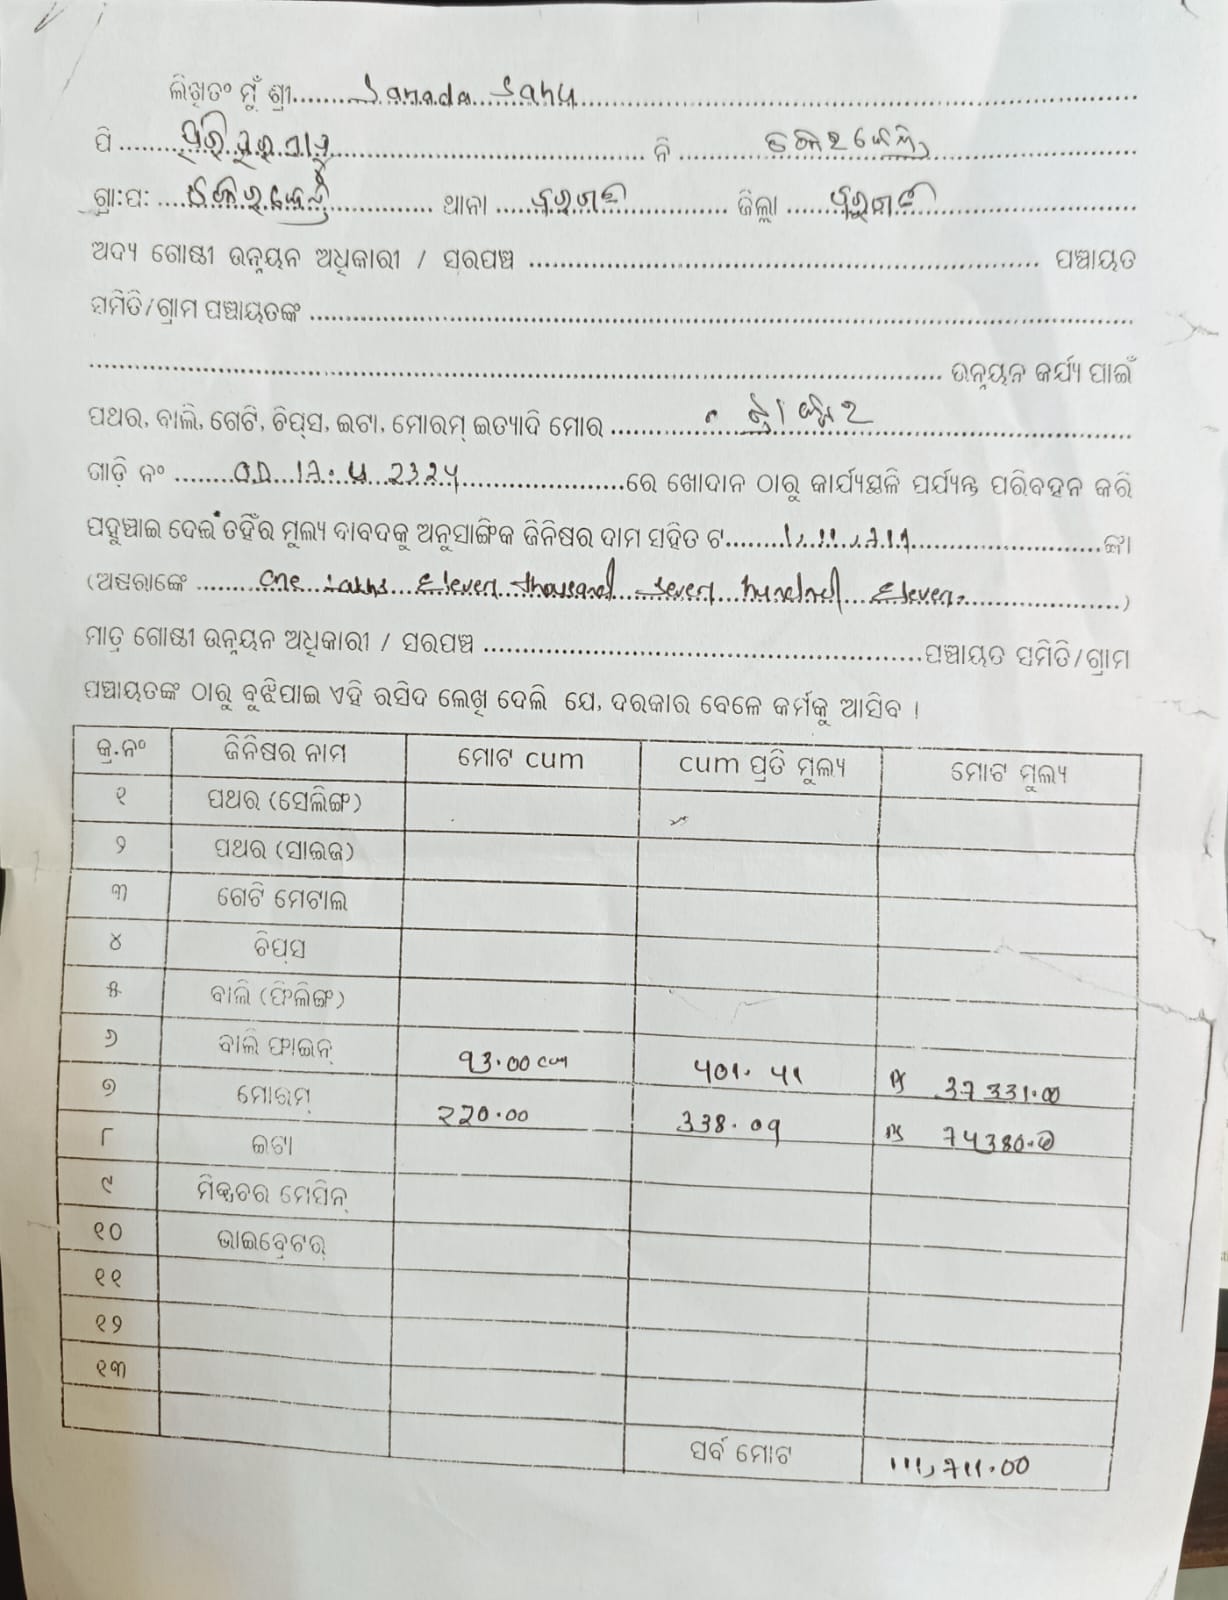 ଲିଖିତଂ ମୁଁ ଶ୍ରୀ.......... Sanada Sahu ..........
ପି .......... ନି ..........
ଗ୍ରା:ପ: .......... ଥାନା .......... ଜିଲ୍ଲା ..........
ଅଦ୍ୟ ଗୋଷ୍ଠୀ ଉନ୍ନୟନ ଅଧିକାରୀ / ସରପଞ୍ଚ .......... ପଞ୍ଚାୟତ
ସମିତି/ଗ୍ରାମ ପଞ୍ଚାୟତଙ୍କ ..........
.......... ଉନ୍ନୟନ କର୍ଯ୍ୟ ପାଇଁ
ପଥର, ବାଲି, ଗେଟି, ଚିପ୍‌ସ, ଇଟା, ମୋରମ୍ ଇତ୍ୟାଦି ମୋର ..........
ଗାଡ଼ି ନଂ .......... OD 17. U 2324 ..........ରେ ଖୋଦାନ ଠାରୁ କାର୍ଯ୍ୟସ୍ଥଳି ପର୍ଯ୍ୟନ୍ତ ପରିବହନ କରି
ପହୁଞ୍ଚାଇ ଦେଇଁ ତହିଁର ମୁଲ୍ୟ ବାବଦକୁ ଅନୁସାଙ୍ଗିକ ଜିନିଷର ଦାମ ସହିତ ଟ.......... 1,11,711 ..........ଙ୍କା
(ଅକ୍ଷରାଙ୍କେ .......... One Lakhs Eleven thousand Seven hundred Eleven. ..........)
ମାତ୍ର ଗୋଷ୍ଠୀ ଉନ୍ନୟନ ଅଧିକାରୀ / ସରପଞ୍ଚ ..........ପଞ୍ଚାୟତ ସମିତି/ଗ୍ରାମ
ପଞ୍ଚାୟତଙ୍କ ଠାରୁ ବୁଝିପାଇ ଏହି ରସିଦ ଲେଖି ଦେଲି ଯେ, ଦରକାର ବେଳେ କର୍ମକୁ ଆସିବ ।
କ୍ର.ନଂ ଜିନିଷର ନାମ ମୋଟ cum cum ପ୍ରତି ମୁଲ୍ୟ ମୋଟ ମୁଲ୍ୟ
୧ ପଥର (ସେଲିଙ୍ଗ)
୨ ପଥର (ସାଇଜ)
୩ ଗେଟି ମେଟାଲ
୪ ଚିପ୍‌ସ
୫ ବାଲି (ଫିଲିଙ୍ଗ)
୬ ବାଲି ଫାଇନ୍ 93.00 cum 401.41 Rs 37331.00
୭ ମୋରମ୍ 220.00 338.09 Rs 74380.00
୮ ଇଟା
୯ ମିକ୍ସଚର ମେସିନ୍
୧୦ ଭାଇବ୍ରେଟର୍
୧୧
୧୨
୧୩
ସର୍ବ ମୋଟ 111,711.00